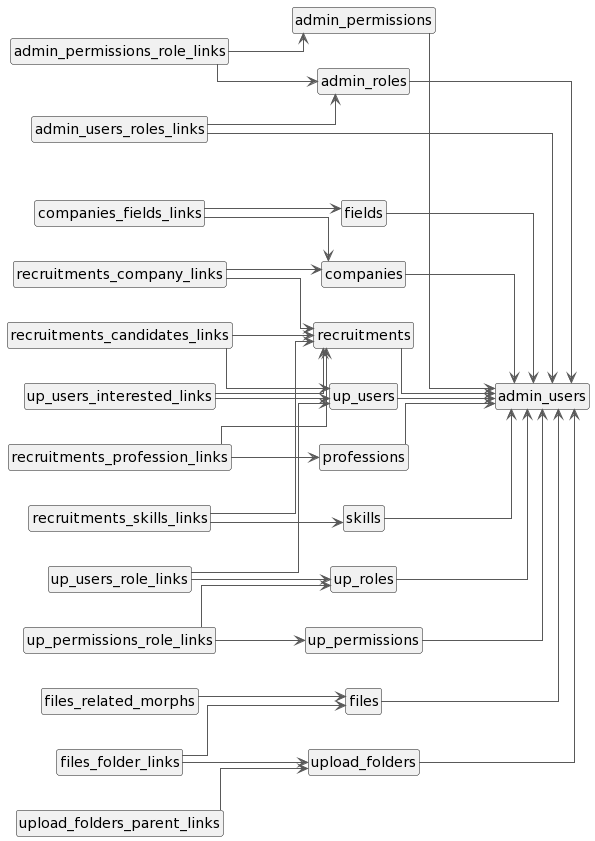 admin_permissions
admin_permissions_role_links
admin_roles
admin_users_roles_links
companies_fields_links
fields
recruitments_company_links
companies
recruitments_candidates_links
recruitments
up_users_interested_links
up_users
admin_users
recruitments_profession_links
professions
recruitments_skills_links
skills
up_users_role_links
up_roles
up_permissions_role_links
up_permissions
files_related_morphs
files
files_folder_links
upload_folders
upload_folders_parent_links